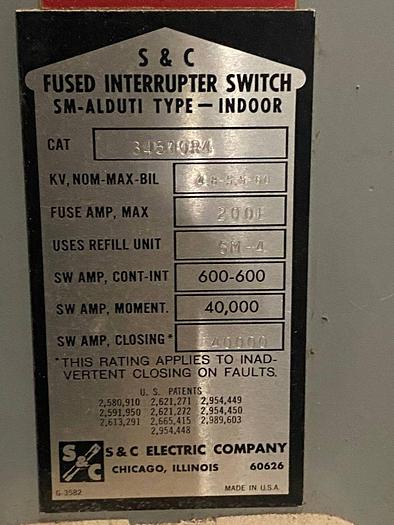 S & C
FUSED INTERRUPTER SWITCH
SM-ALDUTI TYPE — INDOOR
CAT
KV, NOM-MAX-BIL
FUSE AMP, MAX 200E
USES REFILL UNIT SM-4
SW AMP, CONT-INT 600-600
SW AMP, MOMENT. 40,000
SW AMP, CLOSING* 40000
*THIS RATING APPLIES TO INAD-
VERTENT CLOSING ON FAULTS.
U. S. PATENTS
2,580,910 2,621,271 2,954,449
2,591,950 2,621,272 2,954,450
2,613,291 2,665,415 2,989,603
2,954,448
S&C S & C ELECTRIC COMPANY
CHICAGO, ILLINOIS 60626
G-3582 MADE IN U.S.A.